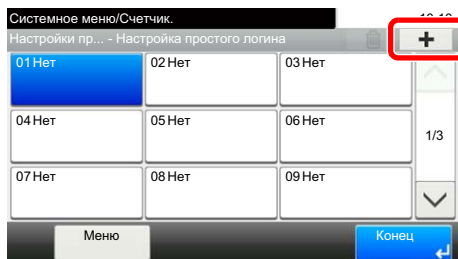 Системное меню/Счетчик.
Настройки пр... - Настройка простого логина
+
01 Нет
02 Нет
03 Нет
04 Нет
05 Нет
06 Нет
1/3
07 Нет
08 Нет
09 Нет
Меню
Конец